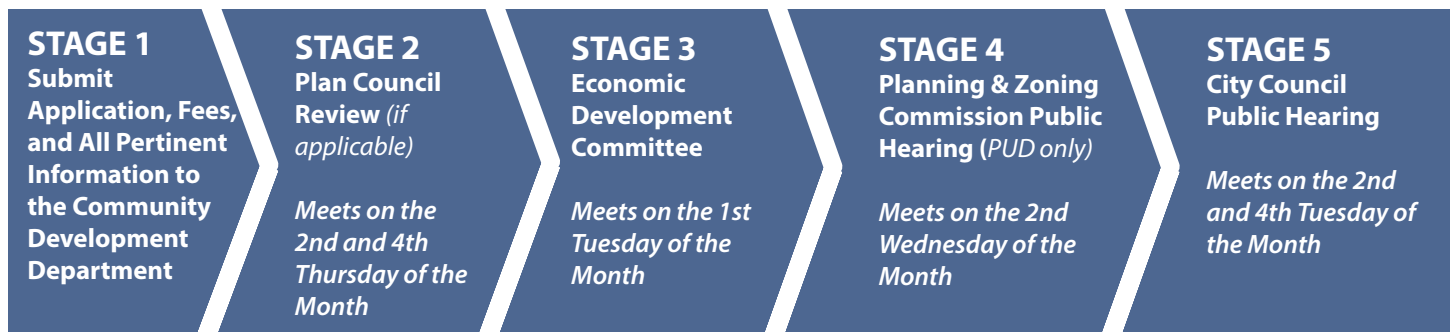 STAGE 1
Submit
Application, Fees,
and All Pertinent
Information to
the Community
Development
Department
STAGE 2
Plan Council
Review (if
applicable)
Meets on the
2nd and 4th
Thursday of the
Month
STAGE 3
Economic
Development
Committee
Meets on the 1st
Tuesday of the
Month
STAGE 4
Planning & Zoning
Commission Public
Hearing (PUD only)
Meets on the 2nd
Wednesday of the
Month
STAGE 5
City Council
Public Hearing
Meets on the 2nd
and 4th Tuesday of
the Month